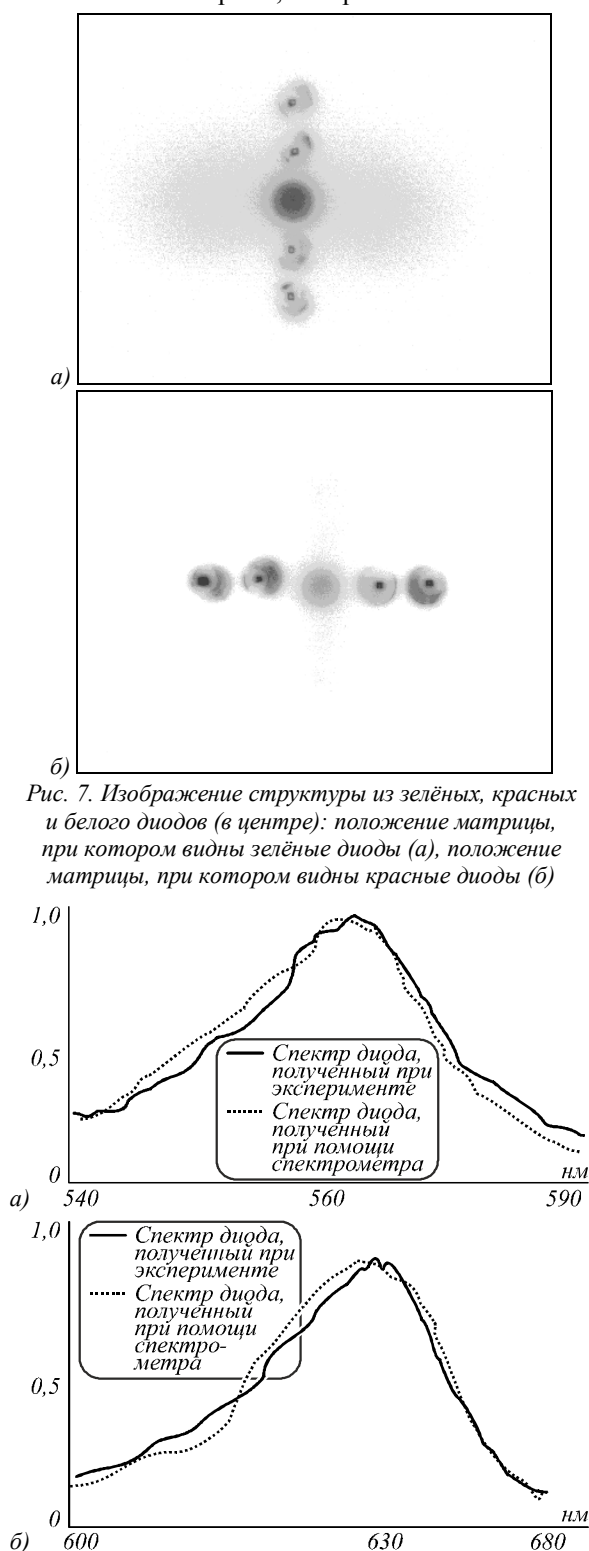 а)
б)
Рис. 7. Изображение структуры из зелёных, красных
и белого диодов (в центре): положение матрицы,
при котором видны зелёные диоды (а), положение
матрицы, при котором видны красные диоды (б)
1,0
Спектр диода,
полученный при
эксперименте
0,5
Спектр диода,
полученный
при помощи
спектрометра
0
нм
а)
540
560
590
1,0
Спектр диода,
полученный при
эксперименте
Спектр диода,
полученный
при помощи
спектро-
метра
0,5
0
нм
б)
600
630
680